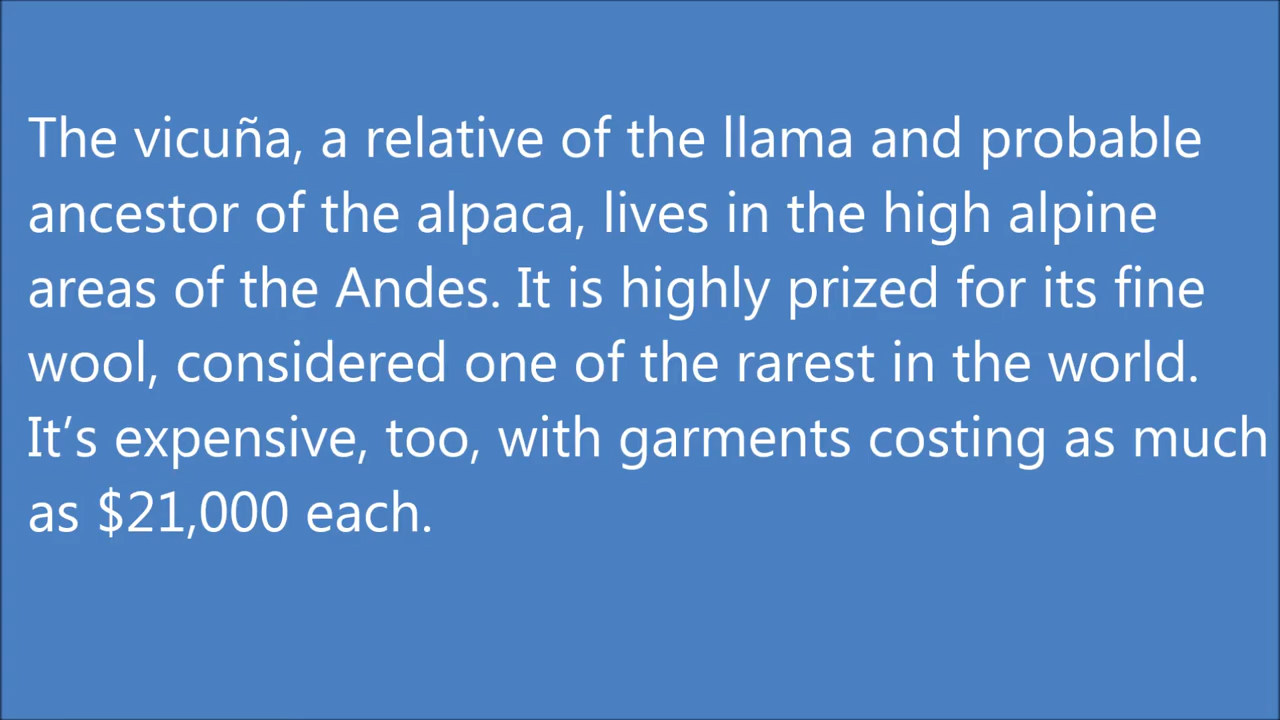 The vicuña, a relative of the llama and probable
ancestor of the alpaca, lives in the high alpine
areas of the Andes. It is highly prized for its fine
wool, considered one of the rarest in the world.
It’s expensive, too, with garments costing as much
as $21,000 each.